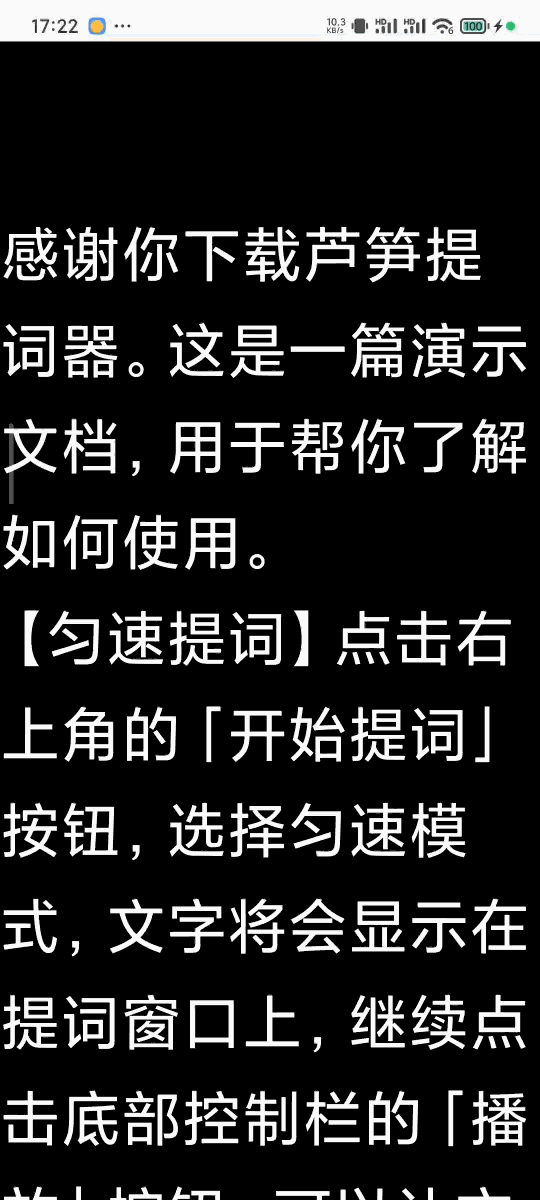 17:22
10.3
KB/s
HD
HD
6
100
感谢你下载芦笋提
词器。这是一篇演示
文档，用于帮你了解
如何使用。
【匀速提词】点击右
上角的「开始提词」
按钮，选择匀速模
式，文字将会显示在
提词窗口上，继续点
击底部控制栏的「播